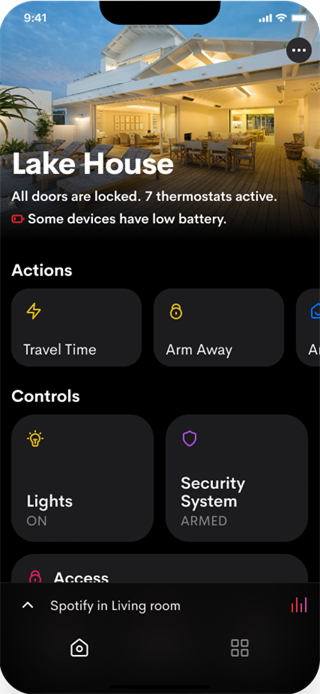 9:41
Lake House
All doors are locked. 7 thermostats active.
Some devices have low battery.
Actions
Travel Time
Arm Away
Controls
Lights
ON
Security
System
ARMED
Access
Spotify in Living room